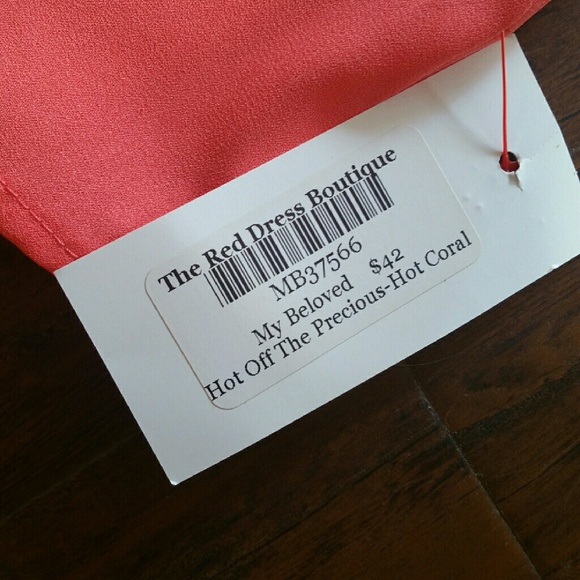 The Red Dress Boutique
MB37566
My Beloved $42
Hot Off The Precious-Hot Coral